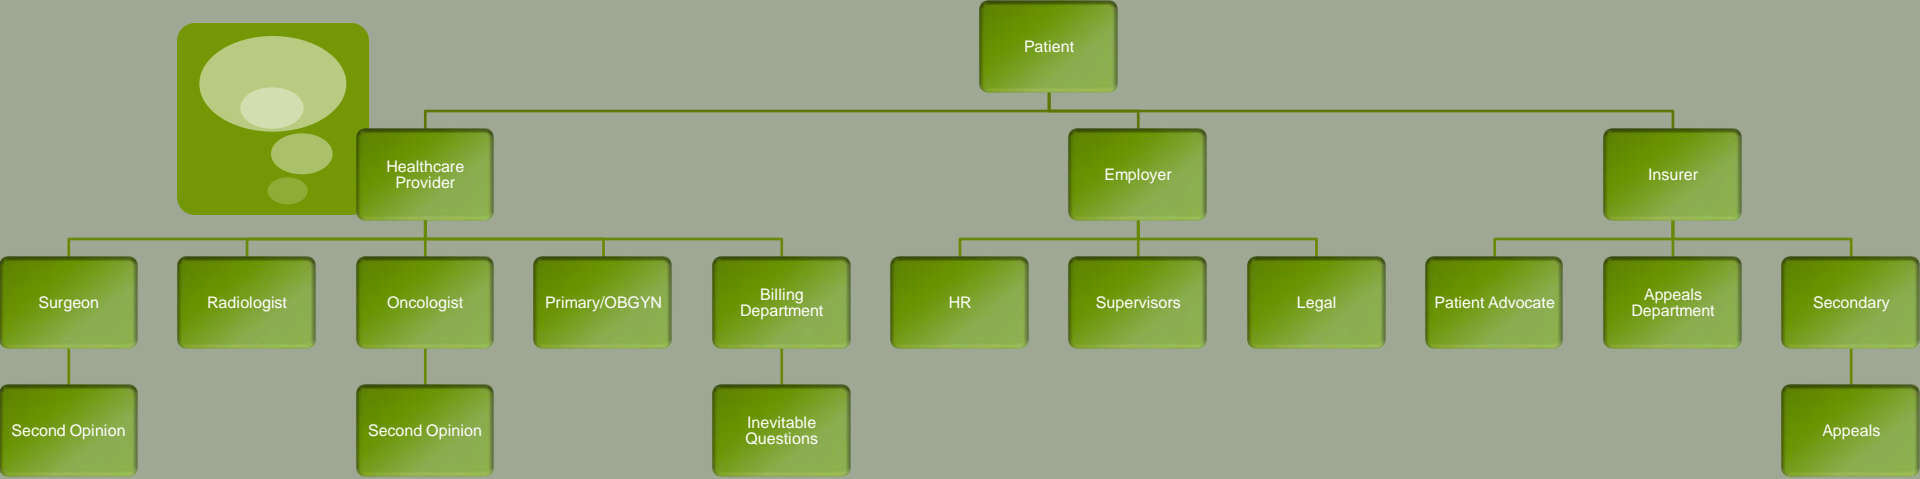 Patient
Healthcare
Provider
Employer
Insurer
Surgeon
Radiologist
Oncologist
Primary/OBGYN
Billing
Department
HR
Supervisors
Legal
Patient Advocate
Appeals
Department
Secondary
Second Opinion
Second Opinion
Inevitable
Questions
Appeals